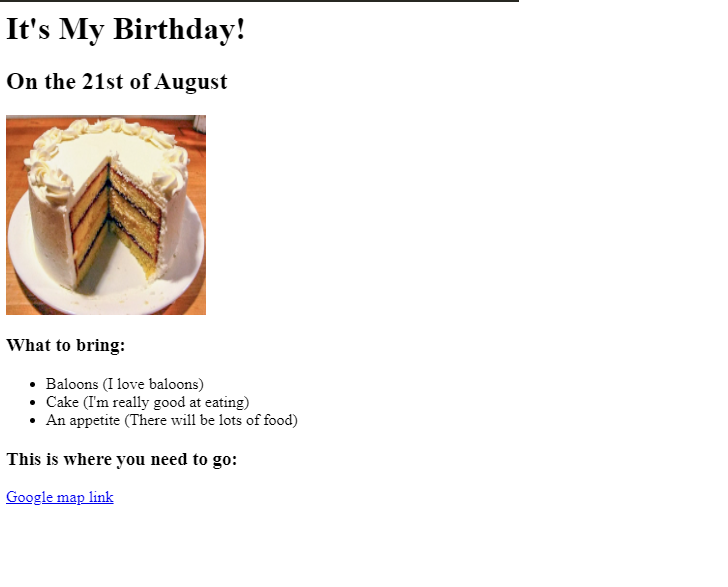 It's My Birthday!
On the 21st of August
What to bring:
Baloons (I love baloons)
Cake (I'm really good at eating)
An appetite (There will be lots of food)
This is where you need to go:
Google map link